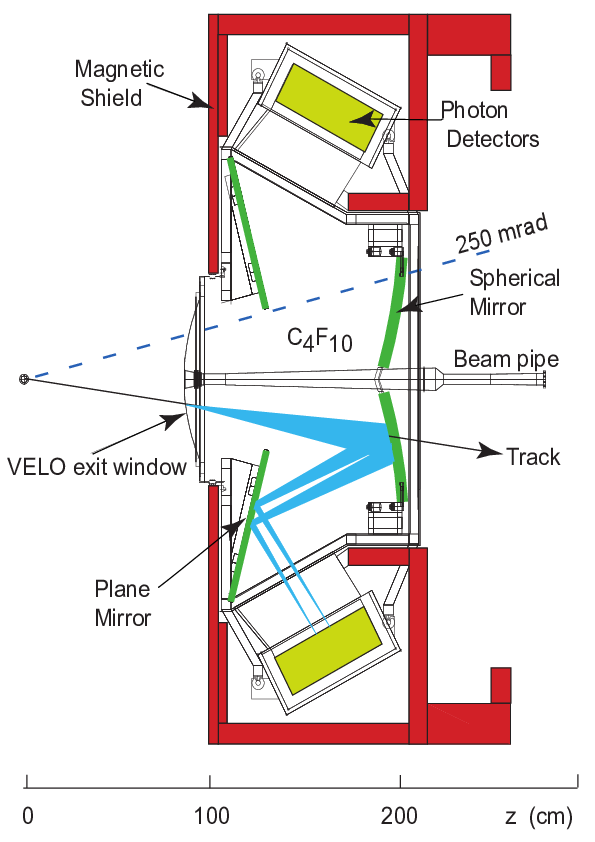 Magnetic
Shield
Photon
Detectors
250 mrad
Spherical
Mirror
C4F10
Beam pipe
VELO exit window
Track
Plane
Mirror
0
100
200
z (cm)